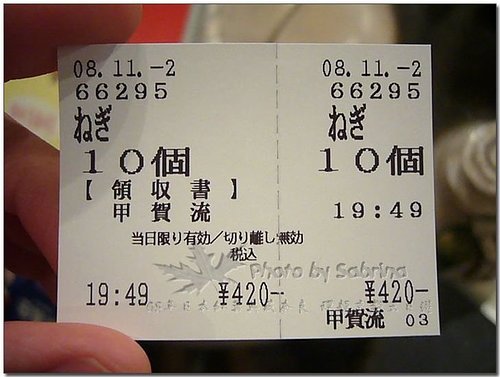 08.11.-2
66295
ねぎ
10個
【領収書】
甲賀流
当日限り有効/切り離し無効
税込
19:49 ¥420-
08.11.-2
66295
ねぎ
10個
19:49
¥420-
甲賀流 03
Photo by Sabrina